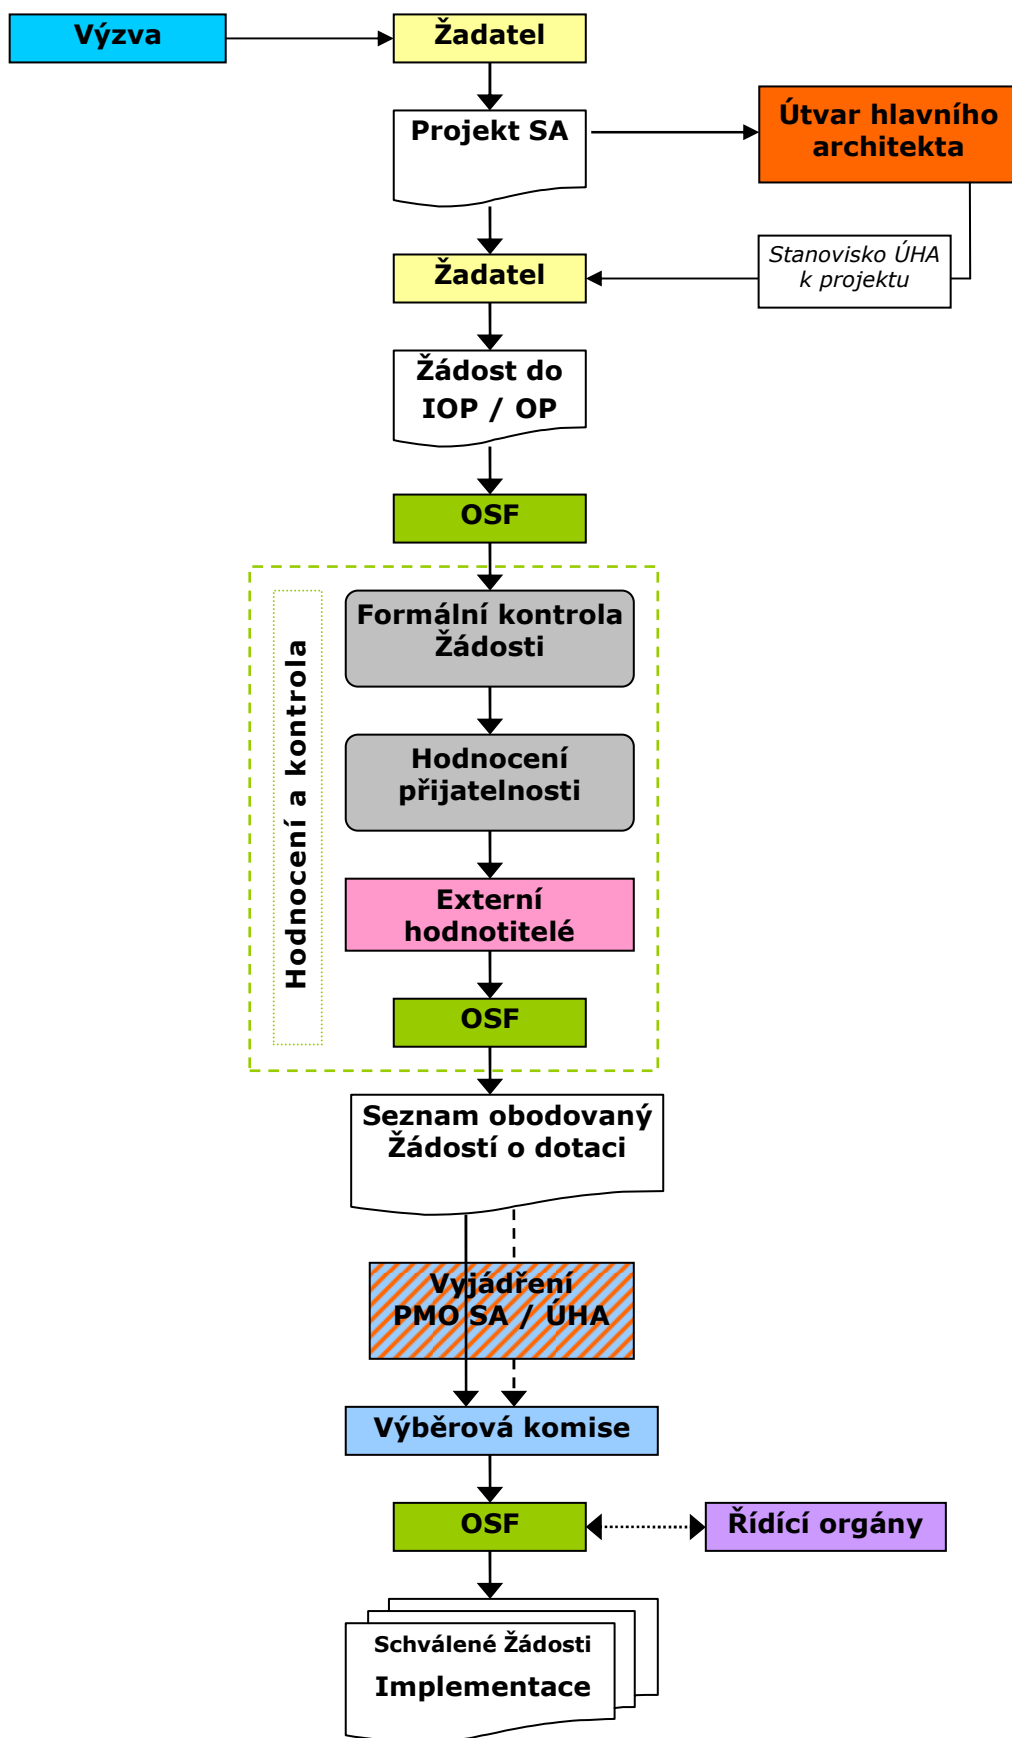 Výzva
Žadatel
Projekt SA
Útvar hlavního
architekta
Stanovisko ÚHA
k projektu
Žadatel
Žádost do
IOP / OP
OSF
Hodnocení a kontrola
Formální kontrola
Žádosti
Hodnocení
přijatelnosti
Externí
hodnotitelé
OSF
Seznam obodovaný
Žádostí o dotaci
Vyjádření
PMO SA / ÚHA
Výběrová komise
OSF
Řídící orgány
Schválené Žádosti
Implementace